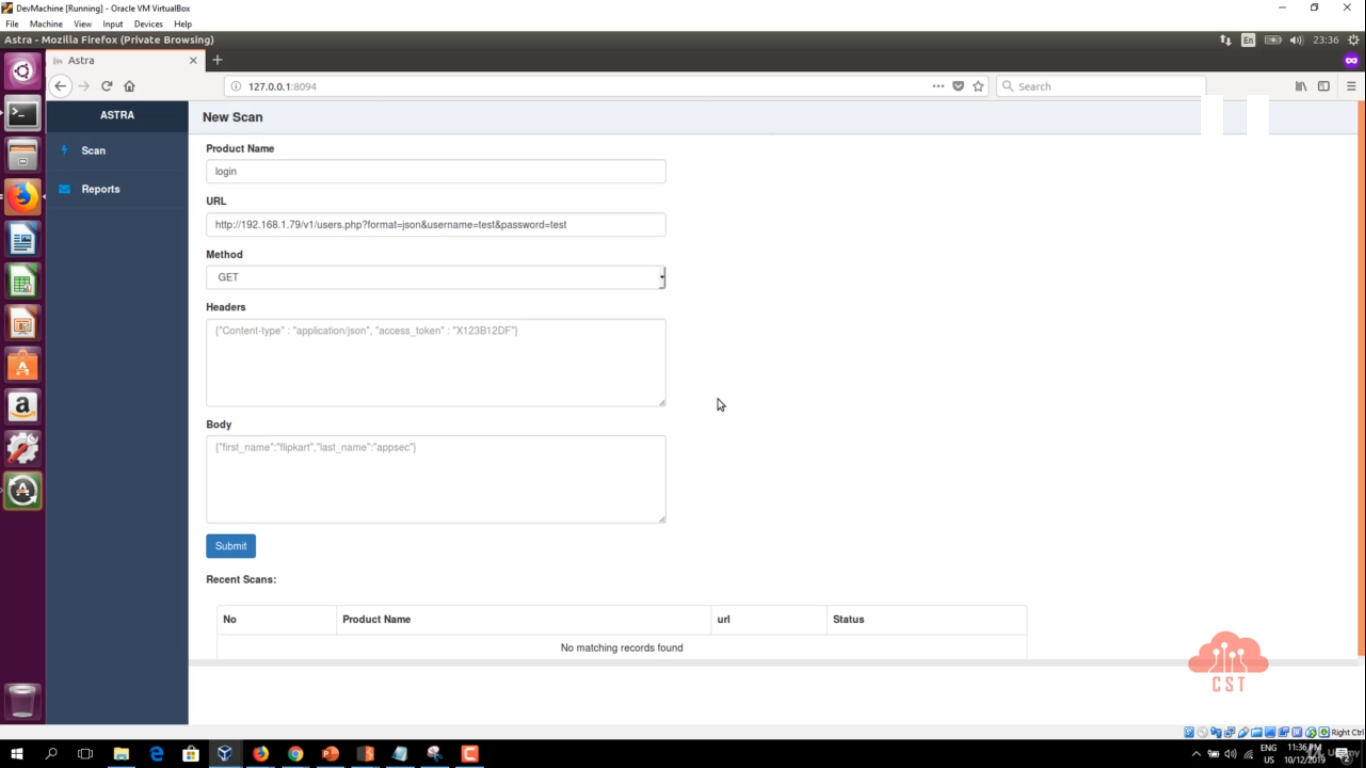 DevMachine [Running] - Oracle VM VirtualBox
File Machine View Input Devices Help
Astra - Mozilla Firefox (Private Browsing)
En
23:36
Astra
127.0.0.1:8094
Search
ASTRA
New Scan
Scan
Reports
Product Name
login
URL
http://192.168.1.79/v1/users.php?format=json&username=test&password=test
Method
GET
Headers
{"Content-type" : "application/json", "access_token" : "X123B12DF"}
Body
{"first_name":"flipkart","last_name":"appsec"}
Submit
Recent Scans:
No Product Name url Status
No matching records found
CST
Right Ctrl
ENG
US
11:36 PM
10/12/2019